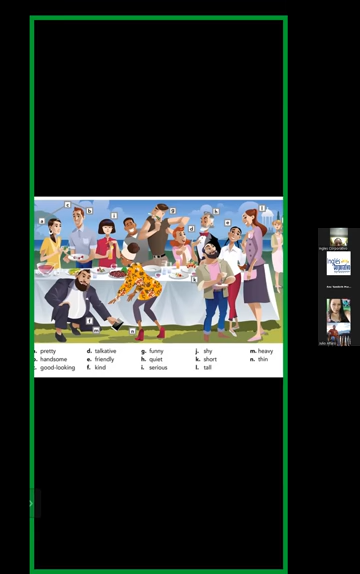 c
b
a
i
g
h
l
d
e
k
f
m
n
. pretty d. talkative g. funny j. shy m. heavy
. handsome e. friendly h. quiet k. short n. thin
. good-looking f. kind i. serious l. tall